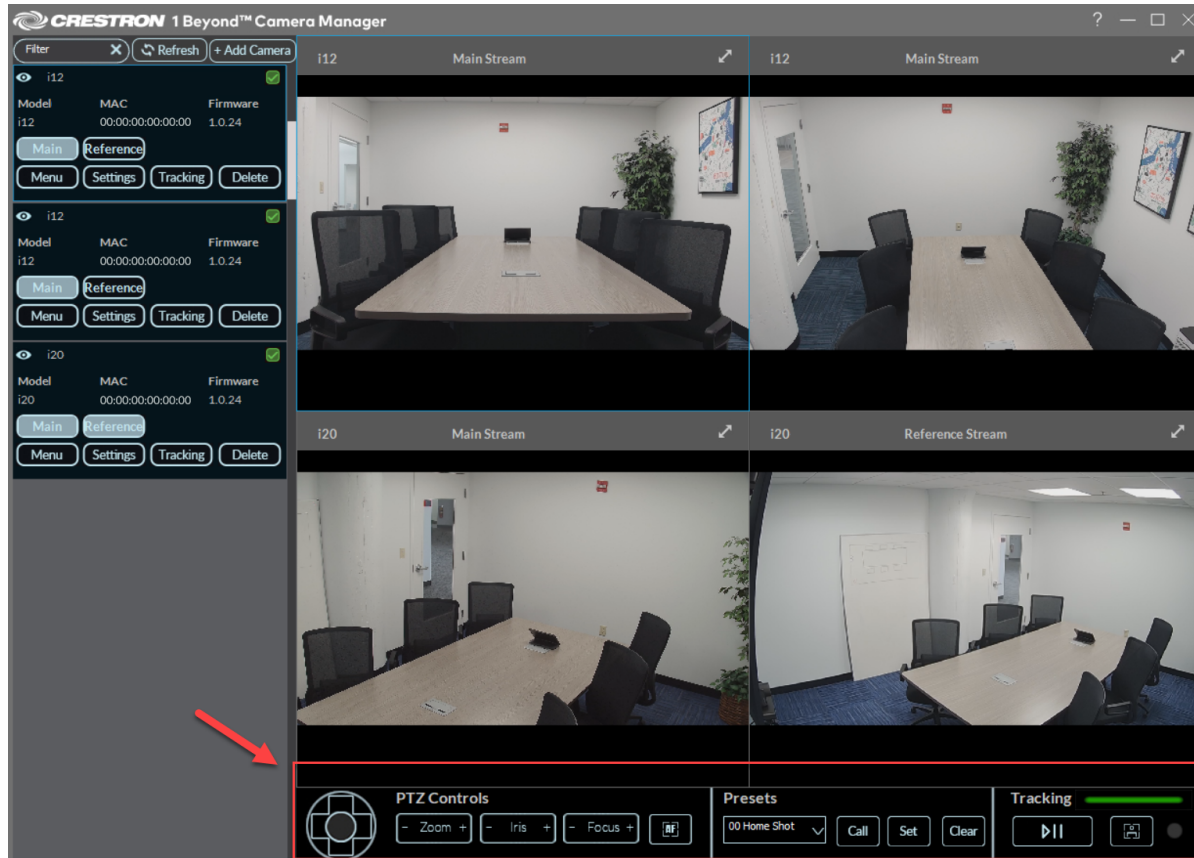 CRESTRON 1 Beyond™ Camera Manager ?
Filter Refresh + Add Camera
i12
Model MAC Firmware
i12 00:00:00:00:00:00 1.0.24
Main Reference
Menu Settings Tracking Delete
i12
Model MAC Firmware
i12 00:00:00:00:00:00 1.0.24
Main Reference
Menu Settings Tracking Delete
i20
Model MAC Firmware
i20 00:00:00:00:00:00 1.0.24
Main Reference
Menu Settings Tracking Delete
i12 Main Stream
i12 Main Stream
i20 Main Stream
i20 Reference Stream
PTZ Controls
- Zoom + - Iris + - Focus + AF
Presets
00 Home Shot Call Set Clear
Tracking